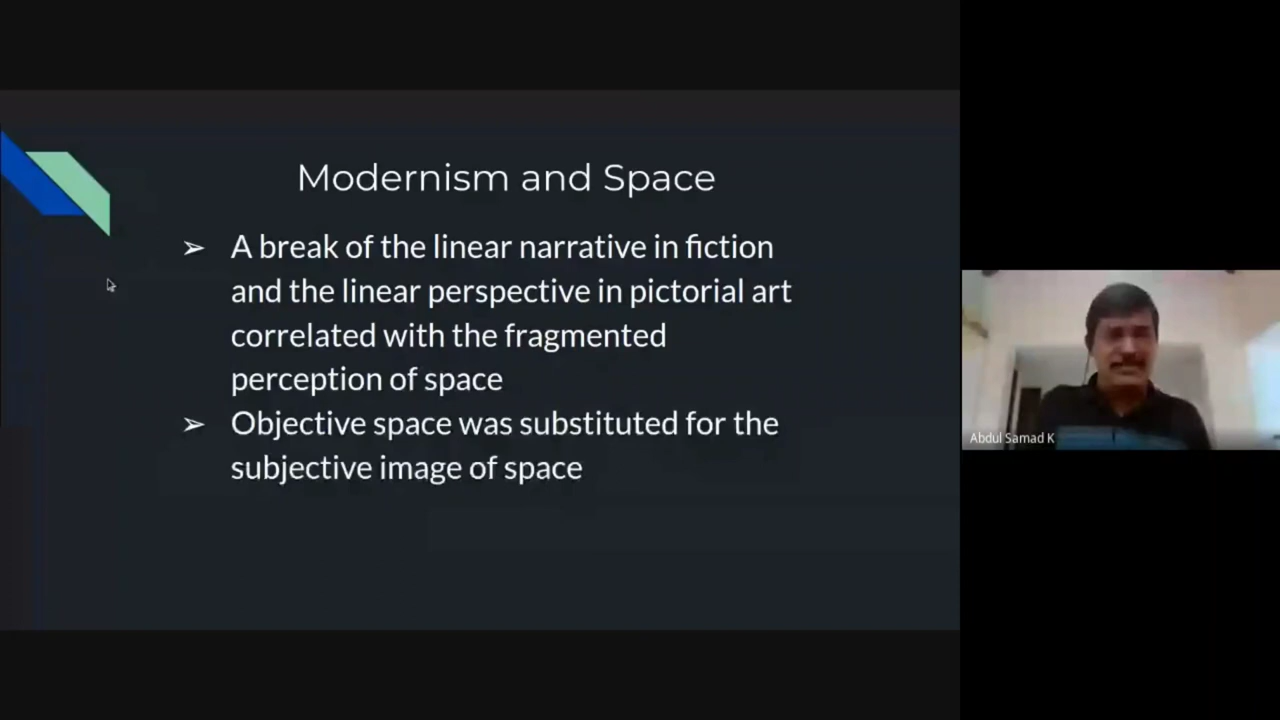 Modernism and Space
➢ A break of the linear narrative in fiction
and the linear perspective in pictorial art
correlated with the fragmented
perception of space
➢ Objective space was substituted for the
subjective image of space
Abdul Samad K